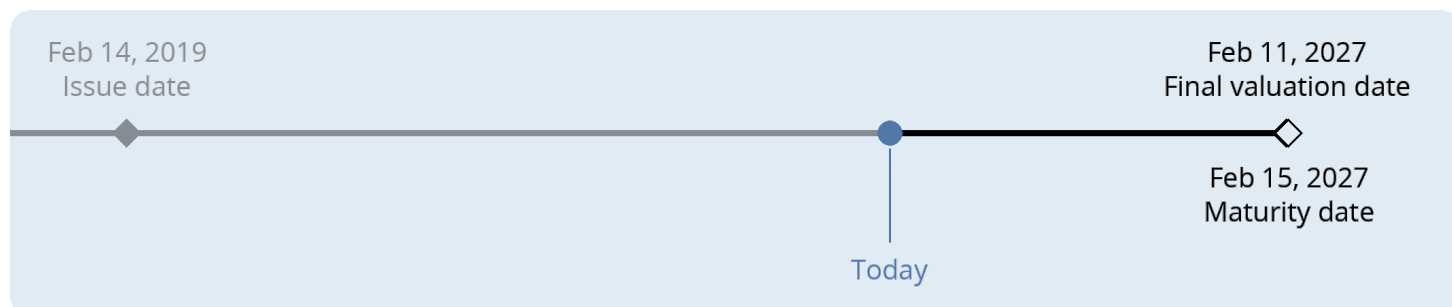 Feb 14, 2019
Issue date
Feb 11, 2027
Final valuation date
Feb 15, 2027
Maturity date
Today